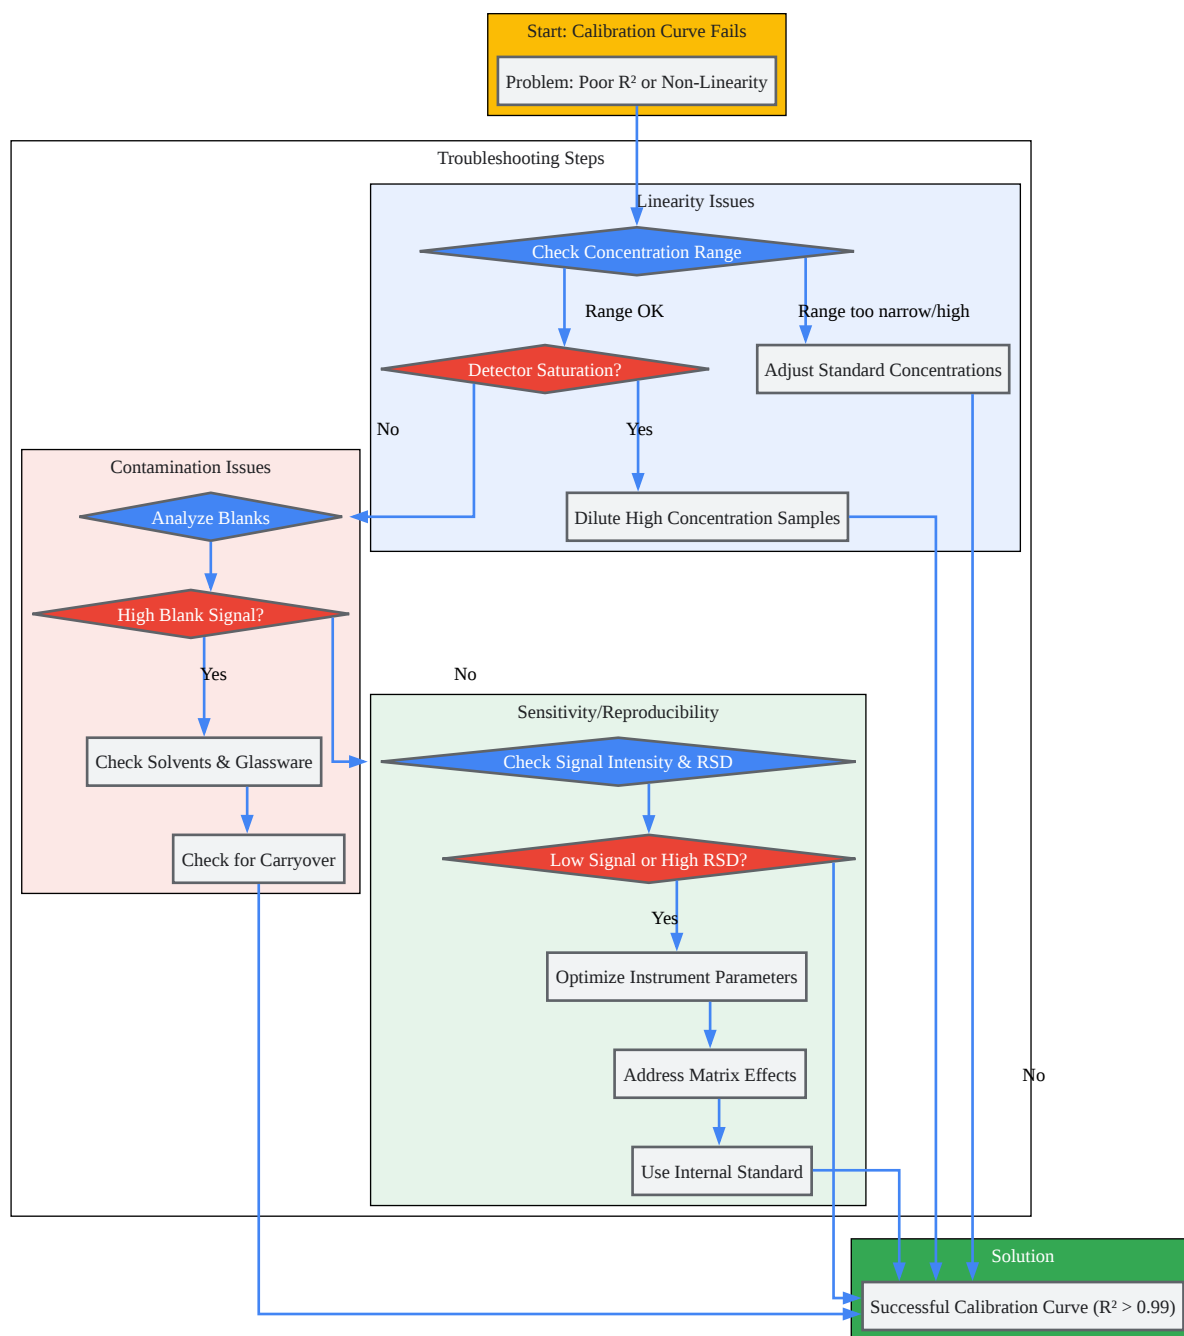 Start: Calibration Curve Fails
Problem: Poor R² or Non-Linearity
Troubleshooting Steps
Linearity Issues
Check Concentration Range
Range OK
Range too narrow/high
Detector Saturation?
Adjust Standard Concentrations
No
Yes
Contamination Issues
Analyze Blanks
Dilute High Concentration Samples
High Blank Signal?
Yes
No
Sensitivity/Reproducibility
Check Solvents & Glassware
Check Signal Intensity & RSD
Check for Carryover
Low Signal or High RSD?
Yes
Optimize Instrument Parameters
Address Matrix Effects
No
Use Internal Standard
Solution
Successful Calibration Curve (R² > 0.99)